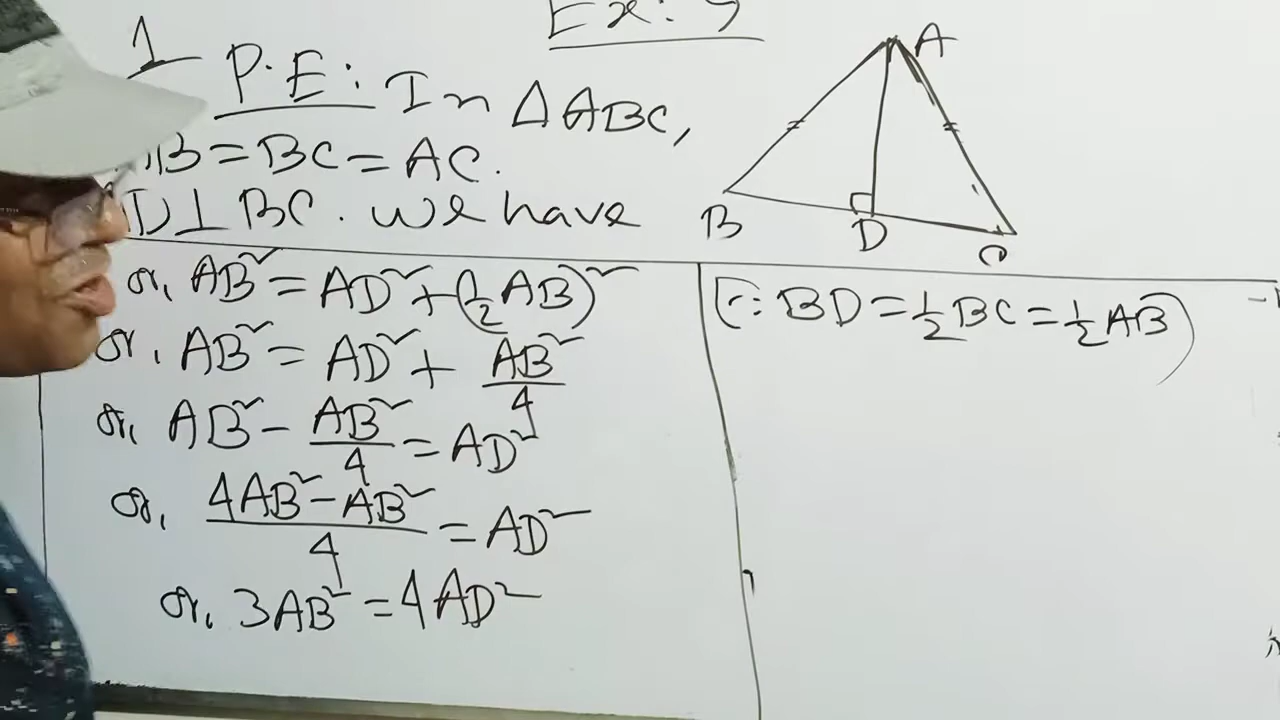 Ex: 9
1
P.E: In ΔABC,
AB = BC = AC.
AD ⊥ BC. We have
or, AB² = AD² + (½AB)²
or, AB² = AD² + AB²/4
or, AB² - AB²/4 = AD²
or, (4AB² - AB²)/4 = AD²
or, 3AB² = 4AD²
A
B
D
C
(∵ BD = ½BC = ½AB)